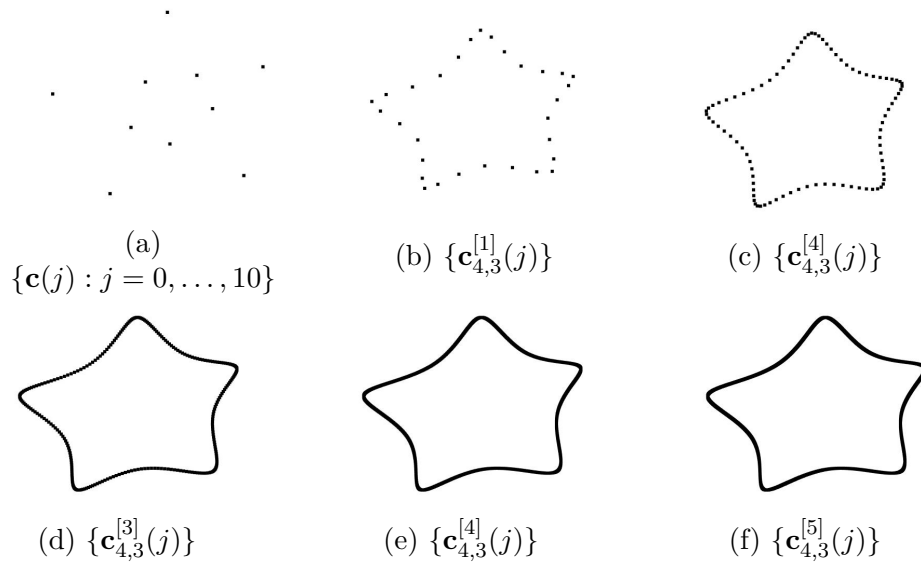 (a)
{c(j) : j = 0, . . . , 10}
(b) {c^{[1]}_{4,3}(j)}
(c) {c^{[4]}_{4,3}(j)}
(d) {c^{[3]}_{4,3}(j)}
(e) {c^{[4]}_{4,3}(j)}
(f) {c^{[5]}_{4,3}(j)}